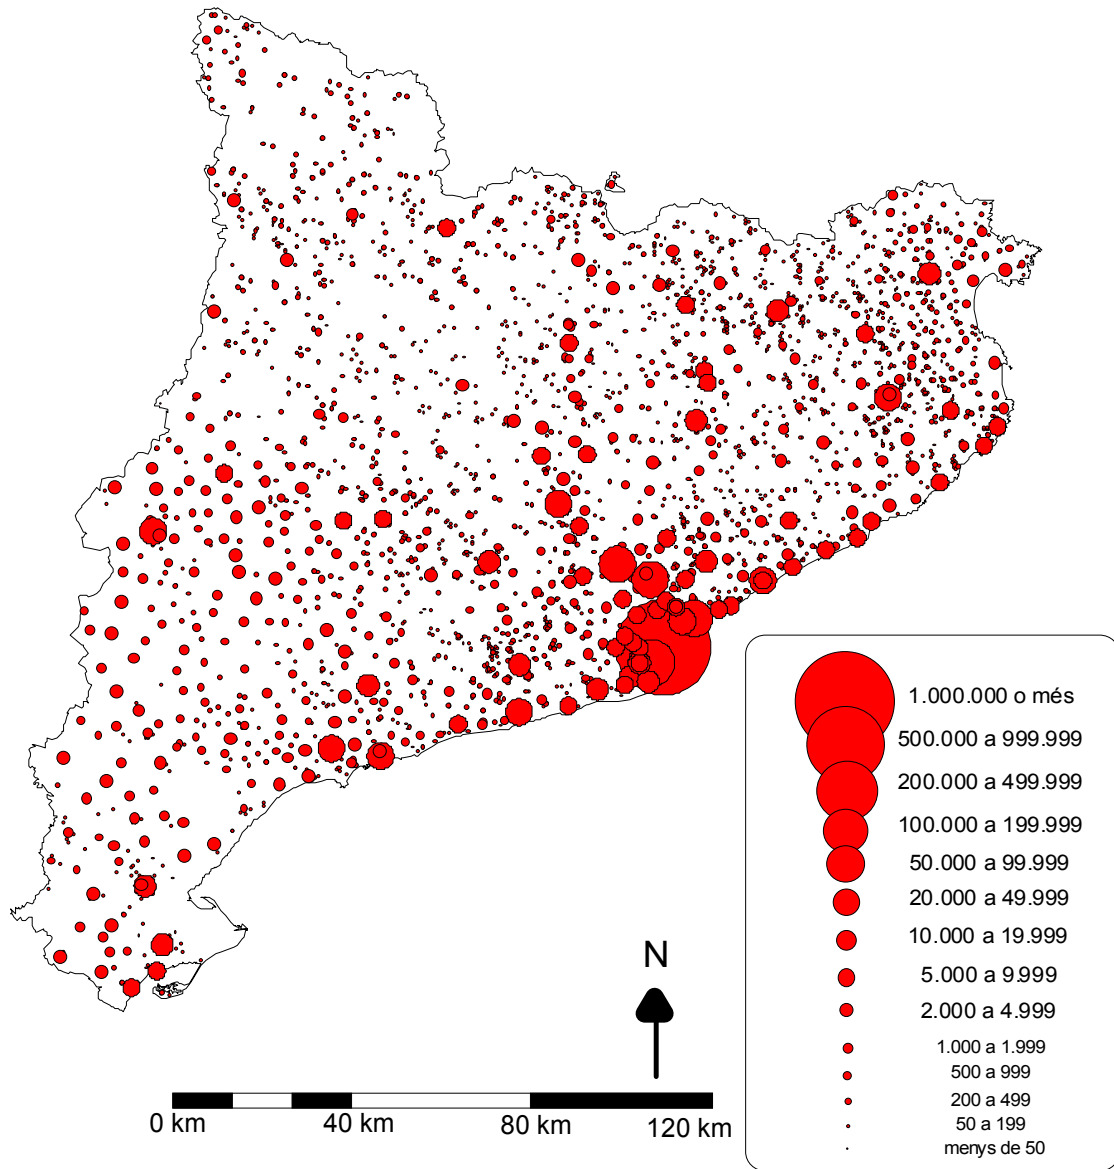 1.000.000 o més
500.000 a 999.999
200.000 a 499.999
100.000 a 199.999
50.000 a 99.999
20.000 a 49.999
10.000 a 19.999
5.000 a 9.999
2.000 a 4.999
1.000 a 1.999
500 a 999
200 a 499
50 a 199
menys de 50
N
0 km 40 km 80 km 120 km